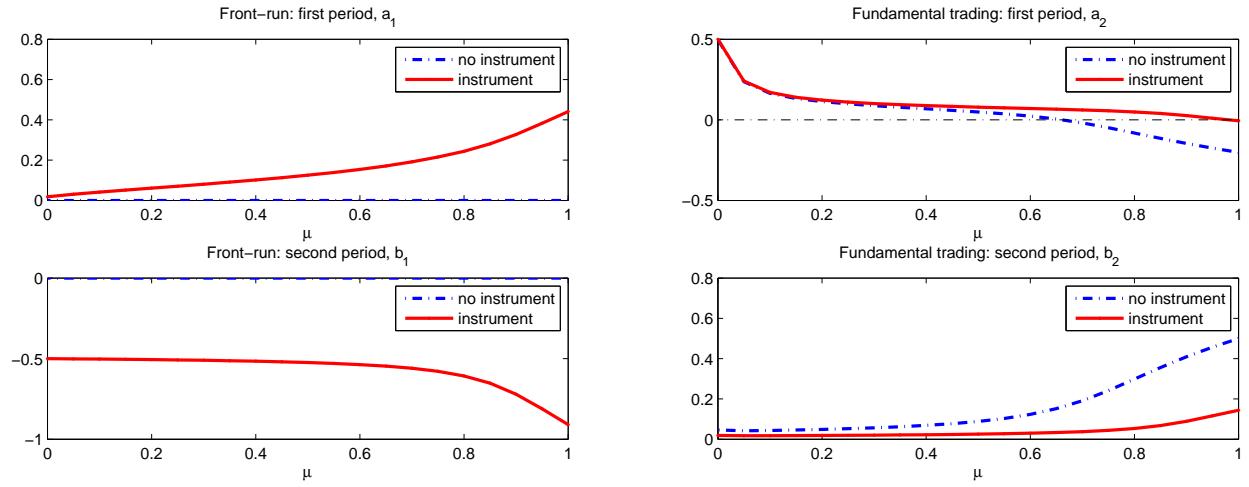 Front-run: first period, a1
0.8
0.6
0.4
0.2
0
no instrument
instrument
0 0.2 0.4 0.6 0.8 1
μ
Fundamental trading: first period, a2
0.5
0
−0.5
no instrument
instrument
0 0.2 0.4 0.6 0.8 1
μ
Front-run: second period, b1
0
−0.5
−1
no instrument
instrument
0 0.2 0.4 0.6 0.8 1
μ
Fundamental trading: second period, b2
0.8
0.6
0.4
0.2
0
no instrument
instrument
0 0.2 0.4 0.6 0.8 1
μ